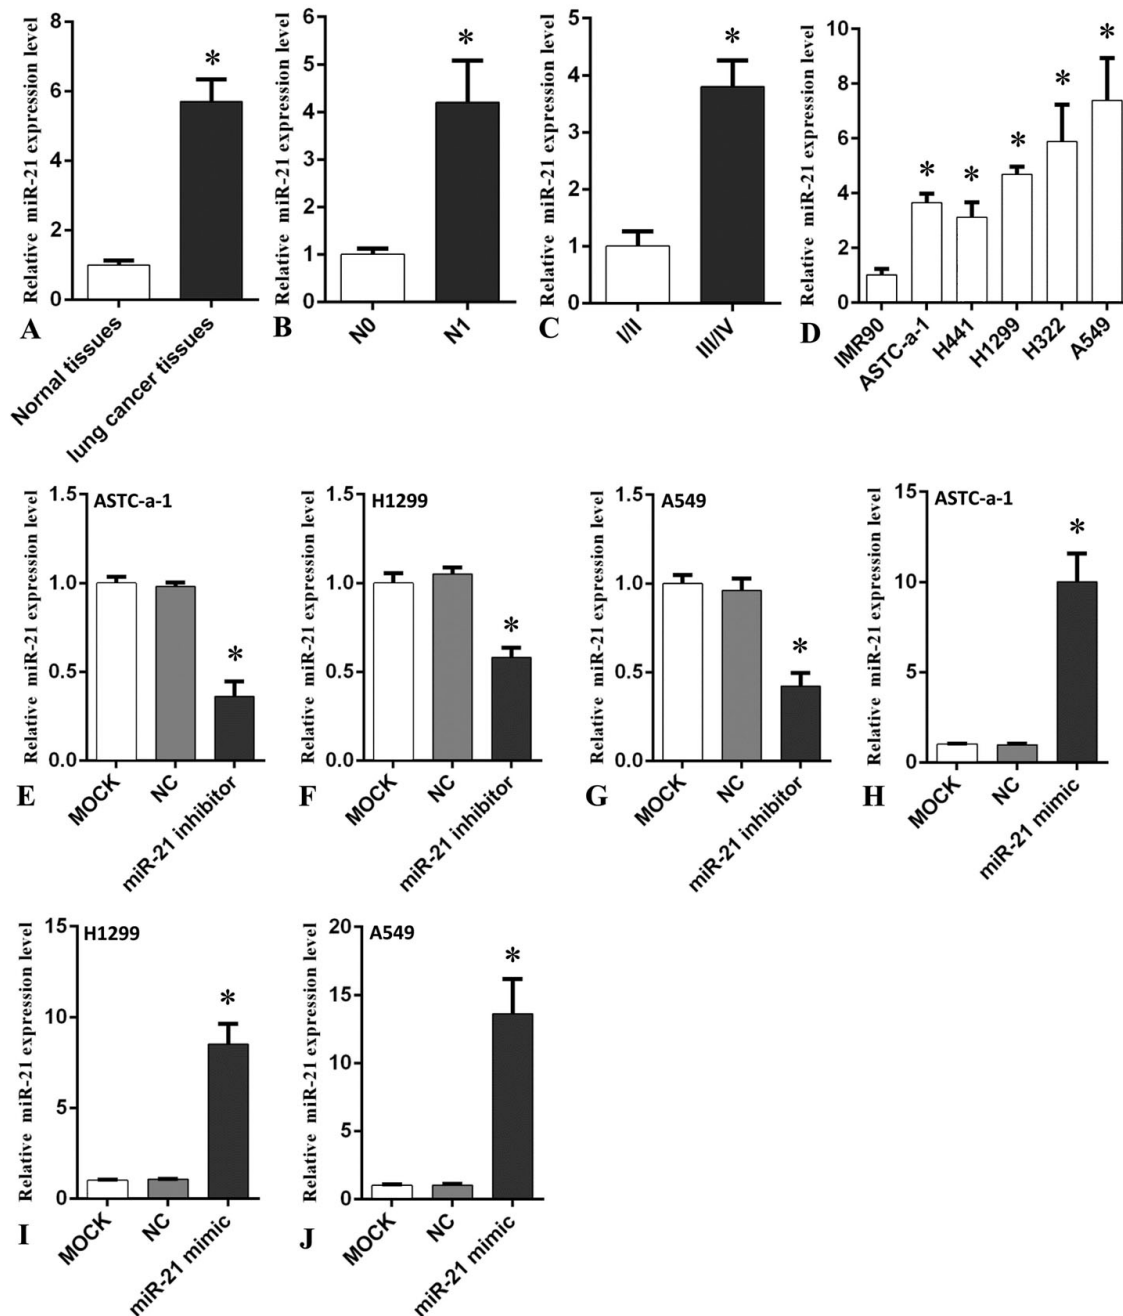 Relative miR-21 expression level
8
6
4
2
0
Nornal tissues
lung cancer tissues
*
A
Relative miR-21 expression level
6
5
4
3
2
1
0
N0
N1
*
B
Relative miR-21 expression level
5
4
3
2
1
0
I/II
III/IV
*
C
Relative miR-21 expression level
10
8
6
4
2
0
IMR90
ASTC-a-1
H441
H1299
H322
A549
*
*
*
*
*
D
ASTC-a-1
Relative miR-21 expression level
1.5
1.0
0.5
0.0
MOCK
NC
miR-21 inhibitor
*
E
H1299
Relative miR-21 expression level
1.5
1.0
0.5
0.0
MOCK
NC
miR-21 inhibitor
*
F
A549
Relative miR-21 expression level
1.5
1.0
0.5
0.0
MOCK
NC
miR-21 inhibitor
*
G
ASTC-a-1
Relative miR-21 expression level
15
10
5
0
MOCK
NC
miR-21 mimic
*
H
H1299
Relative miR-21 expression level
15
10
5
0
MOCK
NC
miR-21 mimic
*
I
A549
Relative miR-21 expression level
20
15
10
5
0
MOCK
NC
miR-21 mimic
*
J